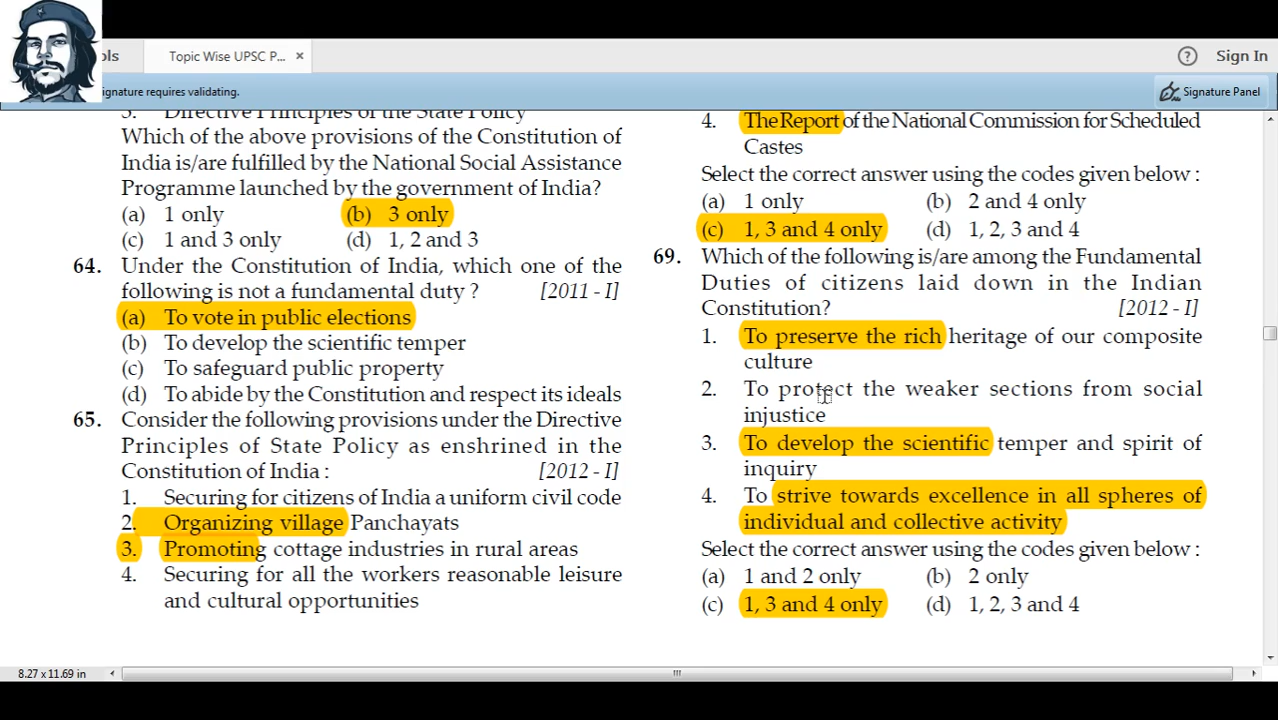 ols
Topic Wise UPSC P... ×
? Sign In
ignature requires validating.
Signature Panel
5. Directive Principles of the State Policy
Which of the above provisions of the Constitution of
India is/are fulfilled by the National Social Assistance
Programme launched by the government of India?
(a) 1 only (b) 3 only
(c) 1 and 3 only (d) 1, 2 and 3
64. Under the Constitution of India, which one of the
following is not a fundamental duty ? [2011 - I]
(a) To vote in public elections
(b) To develop the scientific temper
(c) To safeguard public property
(d) To abide by the Constitution and respect its ideals
65. Consider the following provisions under the Directive
Principles of State Policy as enshrined in the
Constitution of India : [2012 - I]
1. Securing for citizens of India a uniform civil code
2. Organizing village Panchayats
3. Promoting cottage industries in rural areas
4. Securing for all the workers reasonable leisure
and cultural opportunities
4. The Report of the National Commission for Scheduled
Castes
Select the correct answer using the codes given below :
(a) 1 only (b) 2 and 4 only
(c) 1, 3 and 4 only (d) 1, 2, 3 and 4
69. Which of the following is/are among the Fundamental
Duties of citizens laid down in the Indian
Constitution? [2012 - I]
1. To preserve the rich heritage of our composite
culture
2. To protect the weaker sections from social
injustice
3. To develop the scientific temper and spirit of
inquiry
4. To strive towards excellence in all spheres of
individual and collective activity
Select the correct answer using the codes given below :
(a) 1 and 2 only (b) 2 only
(c) 1, 3 and 4 only (d) 1, 2, 3 and 4
8.27 x 11.69 in